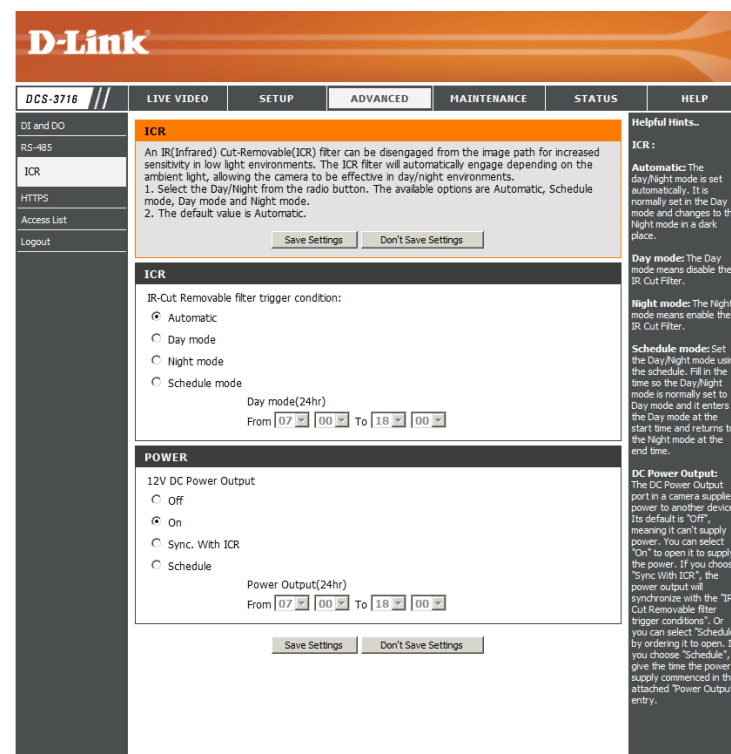 D-Link
DCS-3716
LIVE VIDEO
SETUP
ADVANCED
MAINTENANCE
STATUS
HELP
DI and DO
RS-485
ICR
HTTPS
Access List
Logout
ICR
An IR(Infrared) Cut-Removable(ICR) filter can be disengaged from the image path for increased
sensitivity in low light environments. The ICR filter will automatically engage depending on the
ambient light, allowing the camera to be effective in day/night environments.
1. Select the Day/Night from the radio button. The available options are Automatic, Schedule
mode, Day mode and Night mode.
2. The default value is Automatic.
Save Settings
Don't Save Settings
ICR
IR-Cut Removable filter trigger condition:
Automatic
Day mode
Night mode
Schedule mode
Day mode(24hr)
From 07 00 To 18 00
POWER
12V DC Power Output
Off
On
Sync. With ICR
Schedule
Power Output(24hr)
From 07 00 To 18 00
Save Settings
Don't Save Settings
Helpful Hints..
ICR :
Automatic: The
day/Night mode is set
automatically. It is
normally set in the Day
mode and changes to
Night mode in a dark
place.
Day mode: The Day
mode means disable the
IR Cut Filter.
Night mode: The Night
mode means enable the
IR Cut Filter.
Schedule mode: Set
the Day/Night mode
the schedule. Fill in the
time so the Day/Night
mode is normally set to
Day mode and it enters
the Day mode at the
start time and returns
the Night mode at the
end time.
DC Power Output:
The DC Power Output
port in a camera
power to another
Its default is "Off",
meaning it can't supply
power. You can select
"On" to open it to supply
the power. If you
"Sync With ICR", the
power output will
synchronize with the
Cut Removable filter
trigger conditions". Or
you can select
by ordering it to open.
you choose "Schedule",
give the time the power
supply commenced in
attached "Power
entry.